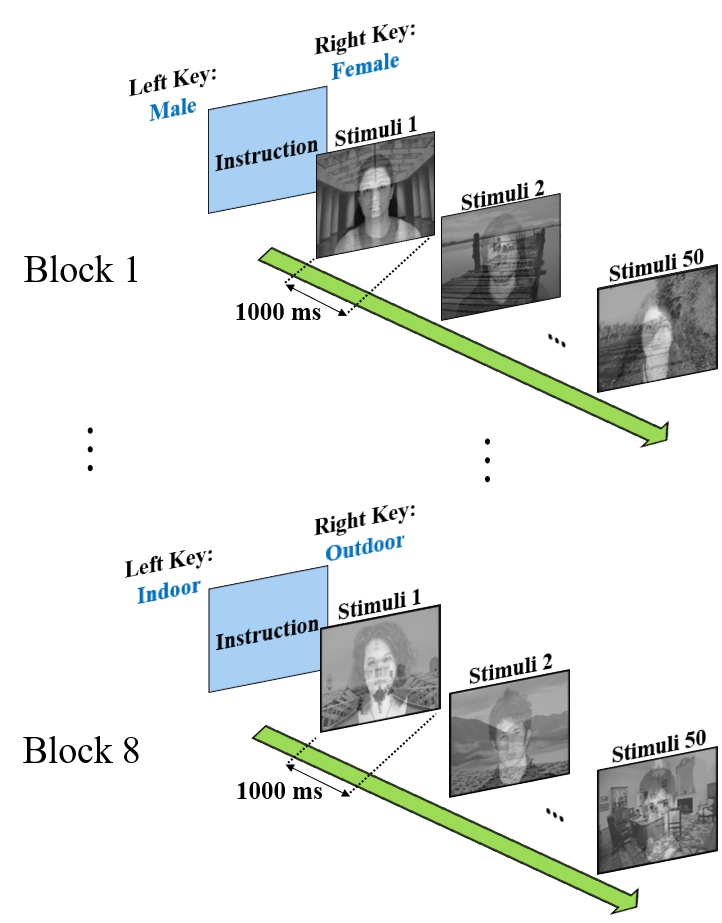 Right Key:
Female
Left Key:
Male
Instruction
Stimuli 1
Stimuli 2
Stimuli 50
Block 1
1000 ms
...
Right Key:
Outdoor
Left Key:
Indoor
Instruction
Stimuli 1
Stimuli 2
Stimuli 50
Block 8
1000 ms
...